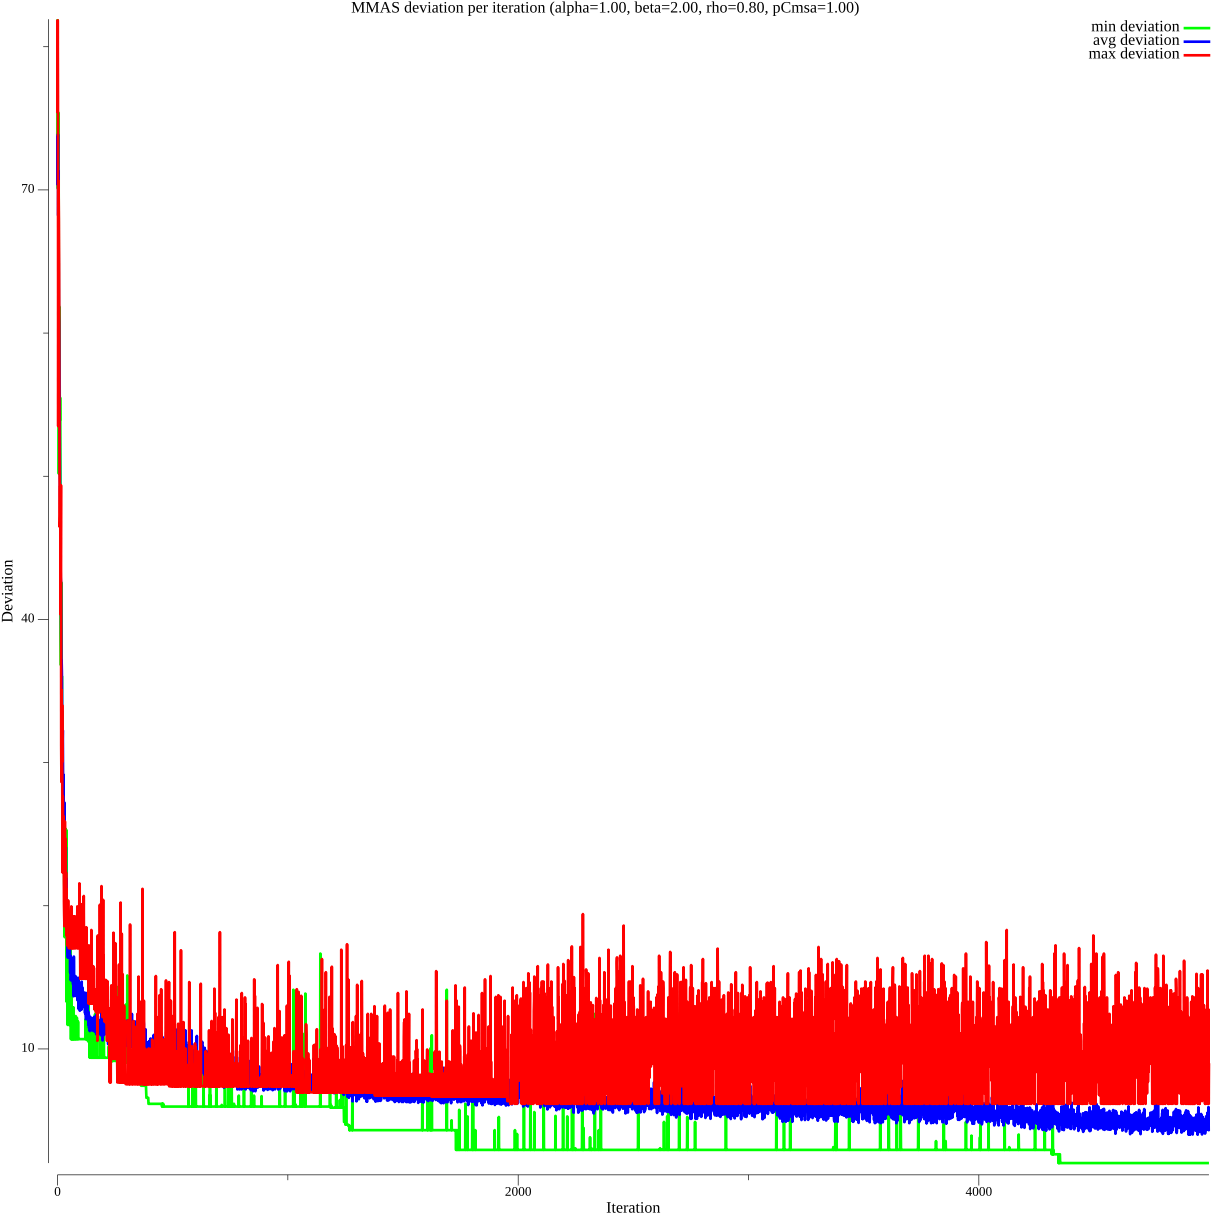 MMAS deviation per iteration (alpha=1.00, beta=2.00, rho=0.80, pCmsa=1.00)
min deviation
avg deviation
max deviation
70
40
10
Deviation
0
2000
4000
Iteration